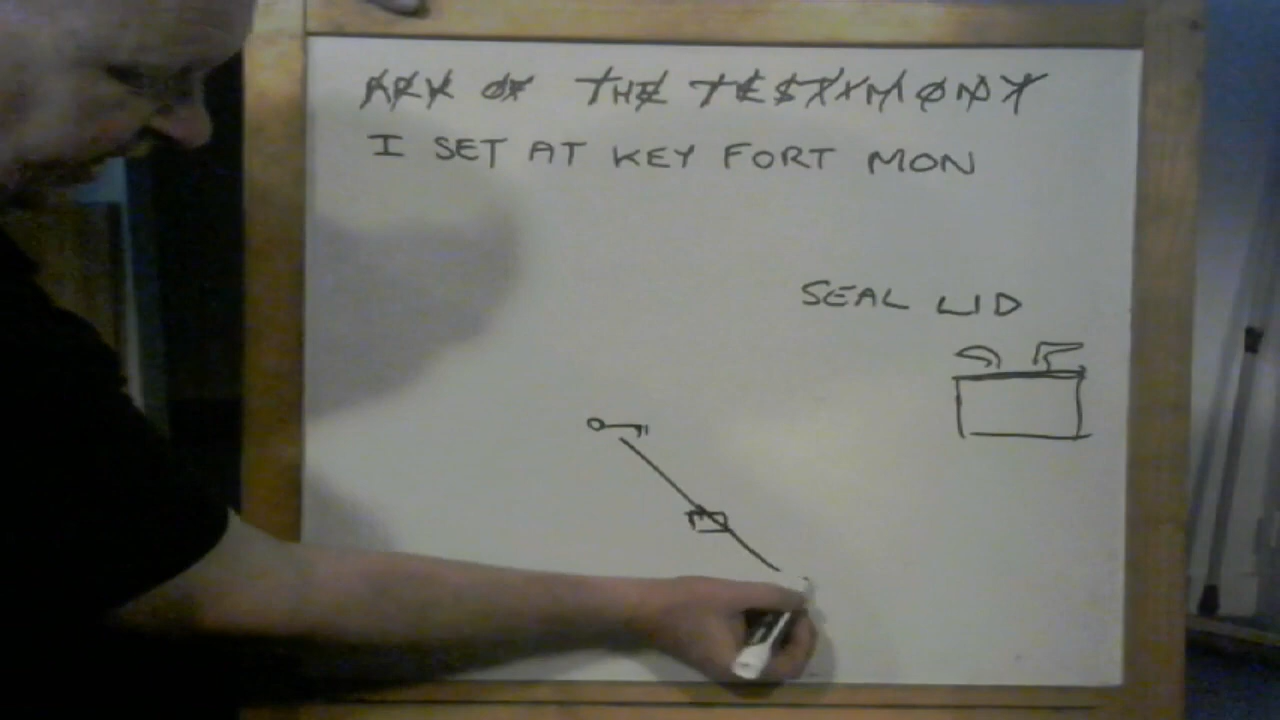 ARK OF THE TESTIMONY
I SET AT KEY FORT MON
SEAL LID